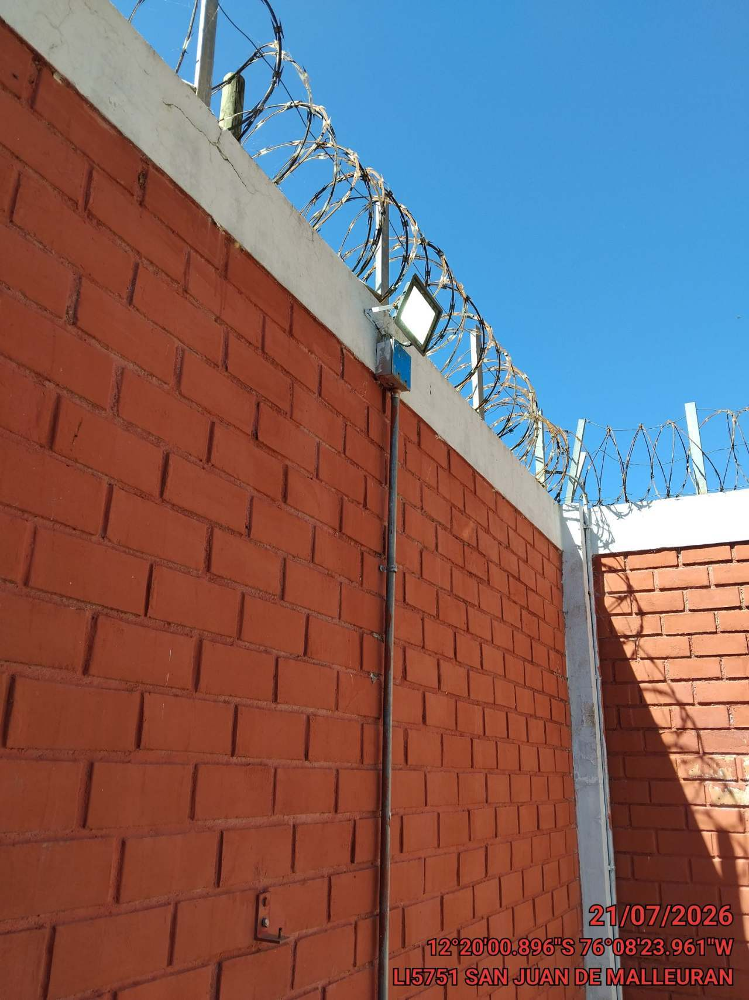 21/07/2026
12°20'00.896"S 76°08'23.961"W
LI5751 SAN JUAN DE MALLEURAN